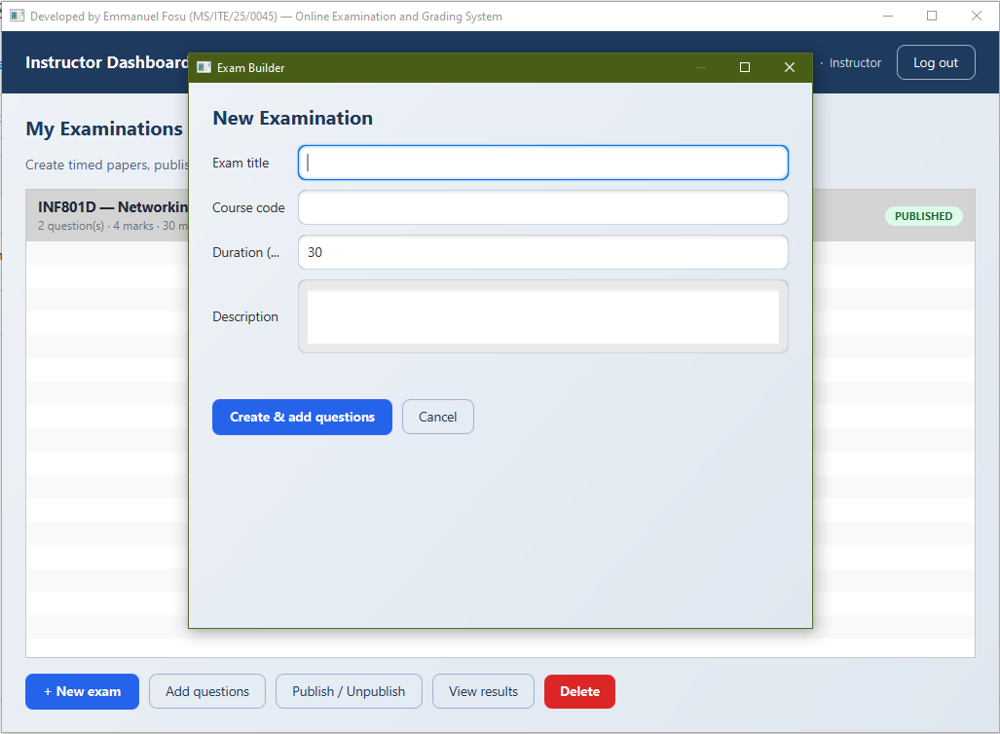 Developed by Emmanuel Fosu (MS/ITE/25/0045) — Online Examination and Grading System
Instructor Dashboard
· Instructor
Log out
My Examinations
Create timed papers,
INF801D —
2 question(s) · 4 marks · 30
PUBLISHED
Exam Builder
New Examination
Exam title
Course code
Duration (...
30
Description
Create & add questions
Cancel
+ New exam
Add questions
Publish / Unpublish
View results
Delete